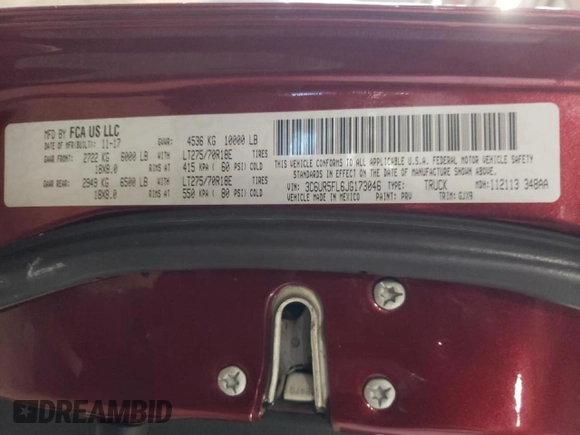 MFD BY FCA US LLC
DATE OF MFR(BUILT): 11-17 GVWR: 4536 KG 10000 LB
GAWR FRONT: 2722 KG 6000 LB WITH LT275/70R18E TIRES
18X8.0 RIMS AT 415 KPA ( 60 PSI) COLD
GAWR REAR: 2949 KG 6500 LB WITH LT275/70R18E TIRES
18X8.0 RIMS AT 550 KPA ( 80 PSI) COLD
THIS VEHICLE CONFORMS TO ALL APPLICABLE U.S.A. FEDERAL MOTOR VEHICLE SAFETY
STANDARDS IN EFFECT ON THE DATE OF MANUFACTURE SHOWN ABOVE.
VIN: 3C6UR5FL6JG173046 TYPE: TRUCK MDH:112113 348AA
VEHICLE MADE IN MEXICO PAINT: PRV TRIM: GJX9
DREAMBID